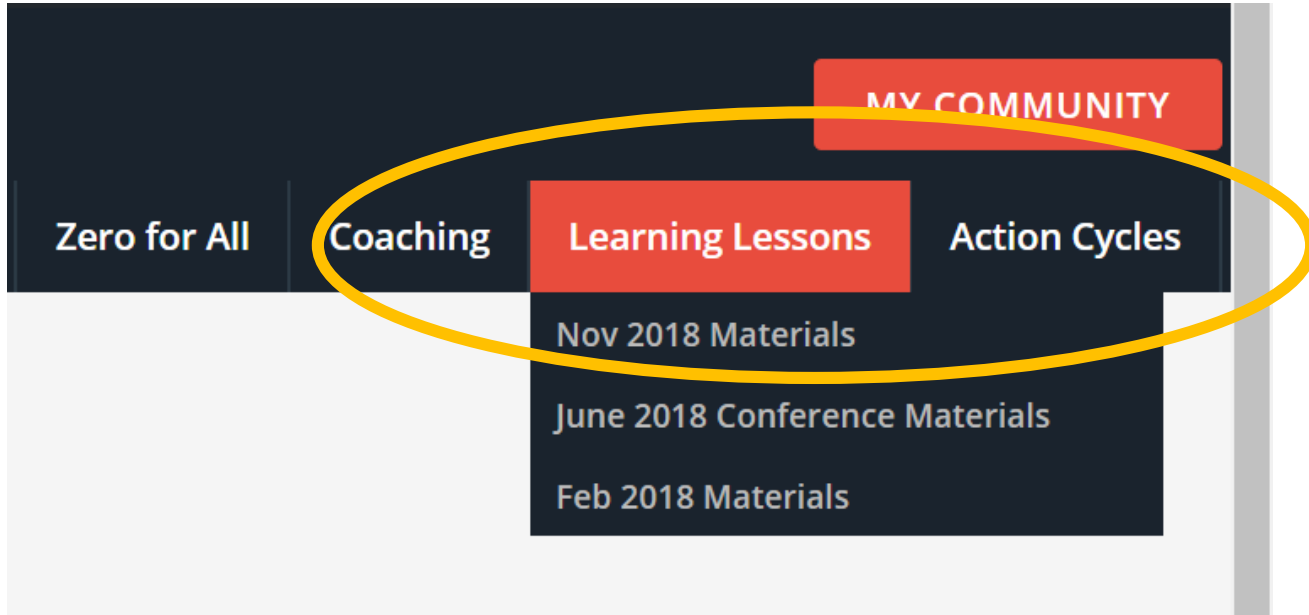 MY COMMUNITY
Zero for All Coaching Learning Lessons Action Cycles
Nov 2018 Materials
June 2018 Conference Materials
Feb 2018 Materials